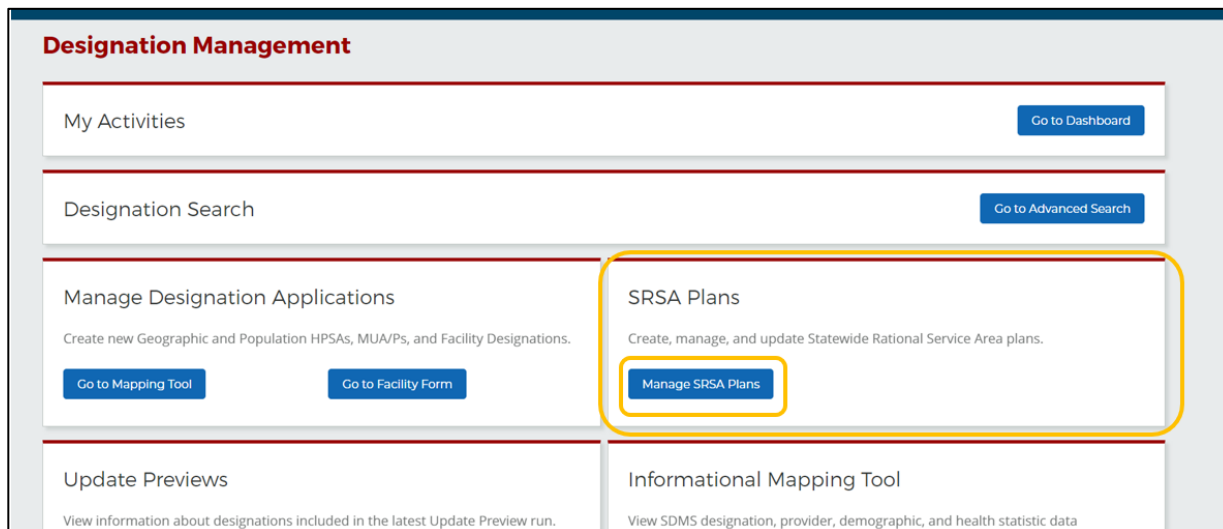 Designation Management
My Activities
Go to Dashboard
Designation Search
Go to Advanced Search
Manage Designation Applications
Create new Geographic and Population HPSAs, MUA/Ps, and Facility Designations.
Go to Mapping Tool
Go to Facility Form
SRSA Plans
Create, manage, and update Statewide Rational Service Area plans.
Manage SRSA Plans
Update Previews
View information about designations included in the latest Update Preview run.
Informational Mapping Tool
View SDMS designation, provider, demographic, and health statistic data